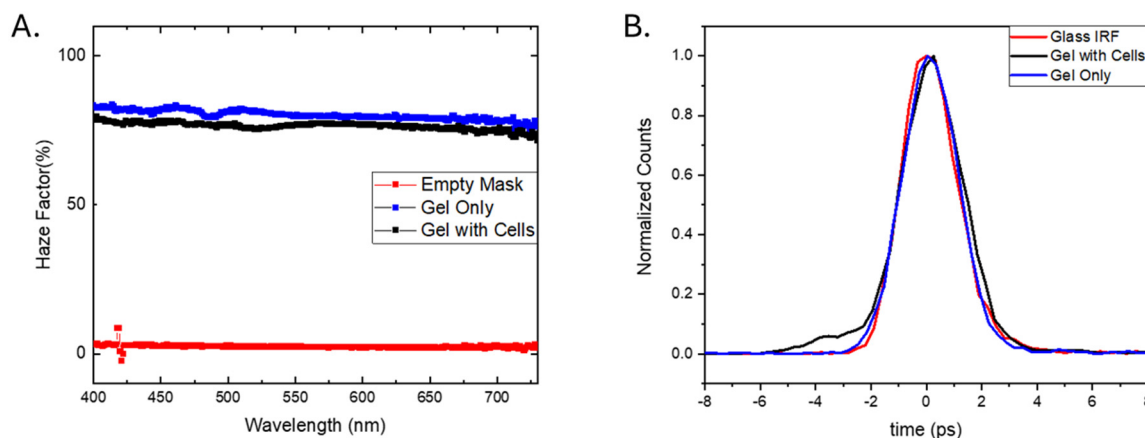 A.
100
50
0
400 450 500 550 600 650 700
Haze Factor(%)
Wavelength (nm)
Empty Mask
Gel Only
Gel with Cells
B.
1.0
0.8
0.6
0.4
0.2
0.0
-8 -6 -4 -2 0 2 4 6 8
Normalized Counts
time (ps)
Glass IRF
Gel with Cells
Gel Only